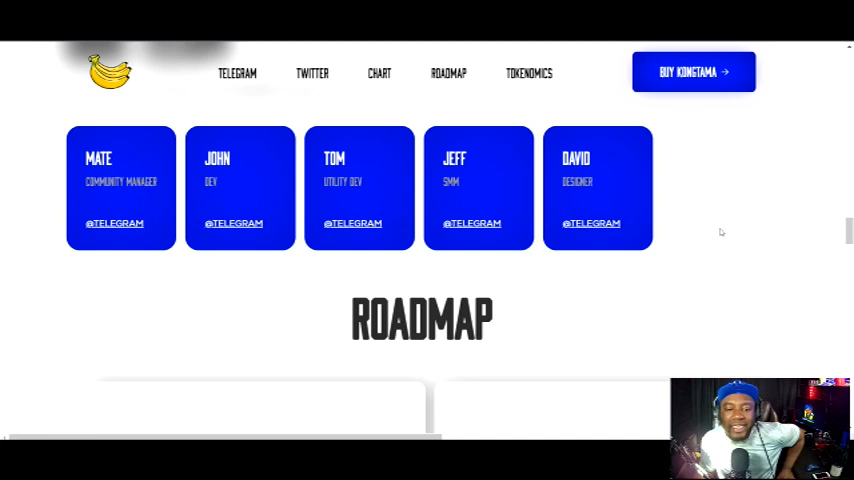 TELEGRAM TWITTER CHART ROADMAP TOKENOMICS BUY KONGTAMA →
MATE JOHN TOM JEFF DAVID
COMMUNITY MANAGER DEV UTILITY DEV SMM DESIGNER
@TELEGRAM @TELEGRAM @TELEGRAM @TELEGRAM @TELEGRAM
ROADMAP